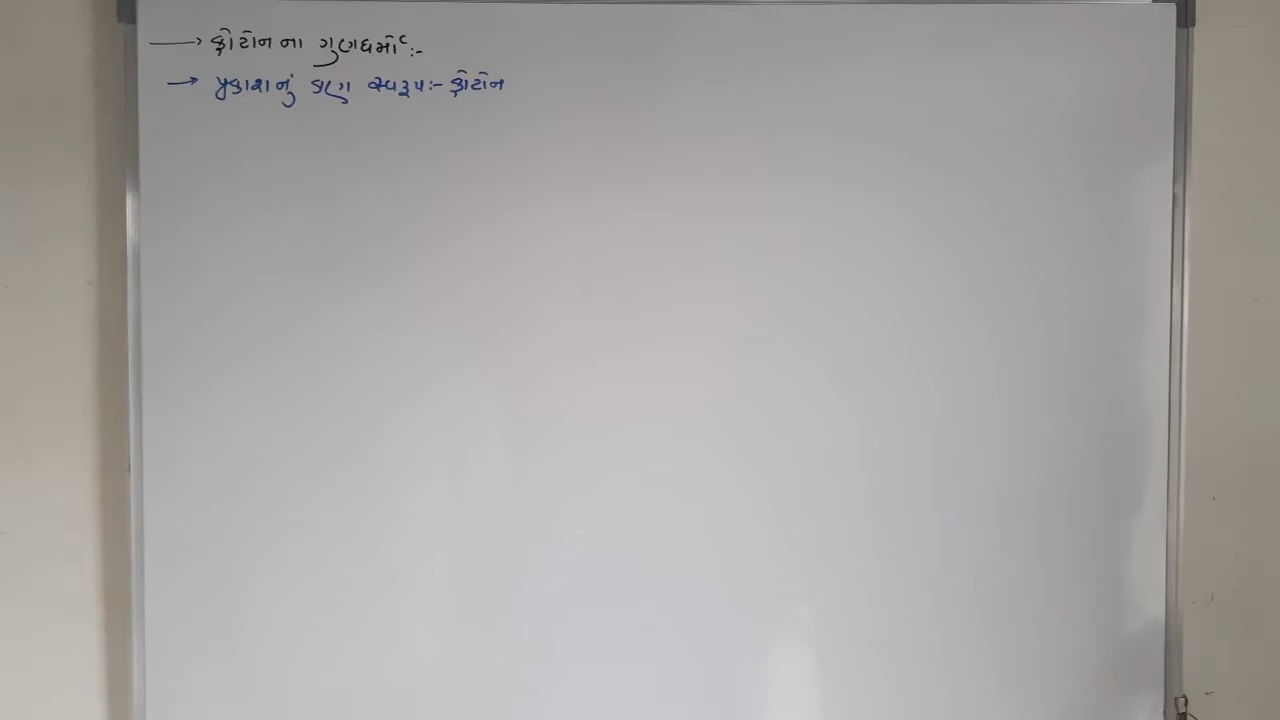 → ફોટોન ના ગુણધર્મો :-
→ પ્રકાશનું કણ સ્વરૂપ:- ફોટોન